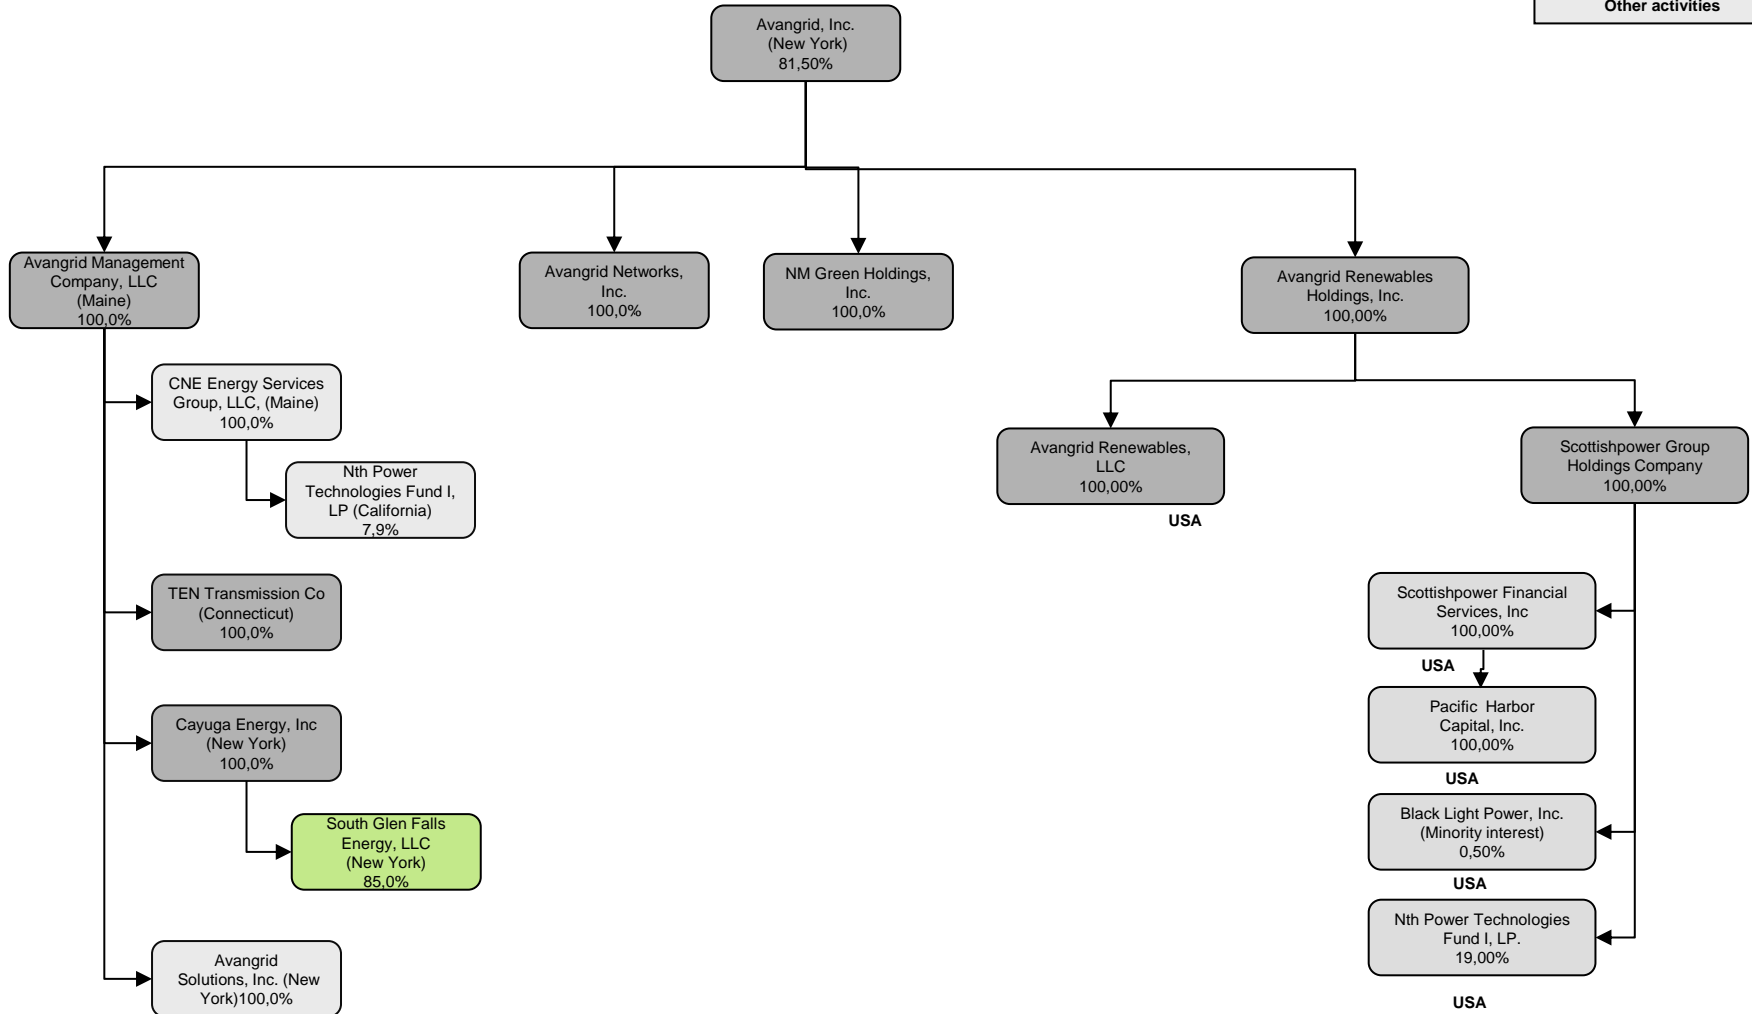 Other activities
Avangrid, Inc.
(New York)
81,50%
Avangrid Management
Company, LLC
(Maine)
100,0%
Avangrid Networks,
Inc.
100,0%
NM Green Holdings,
Inc.
100,0%
Avangrid Renewables
Holdings, Inc.
100,00%
CNE Energy Services
Group, LLC, (Maine)
100,0%
Nth Power
Technologies Fund I,
LP (California)
7,9%
TEN Transmission Co
(Connecticut)
100,0%
Cayuga Energy, Inc
(New York)
100,0%
South Glen Falls
Energy, LLC
(New York)
85,0%
Avangrid
Solutions, Inc. (New
York)100,0%
Avangrid Renewables,
LLC
100,00%
USA
Scottishpower Group
Holdings Company
100,00%
Scottishpower Financial
Services, Inc
100,00%
USA
Pacific Harbor
Capital, Inc.
100,00%
USA
Black Light Power, Inc.
(Minority interest)
0,50%
USA
Nth Power Technologies
Fund I, LP.
19,00%
USA